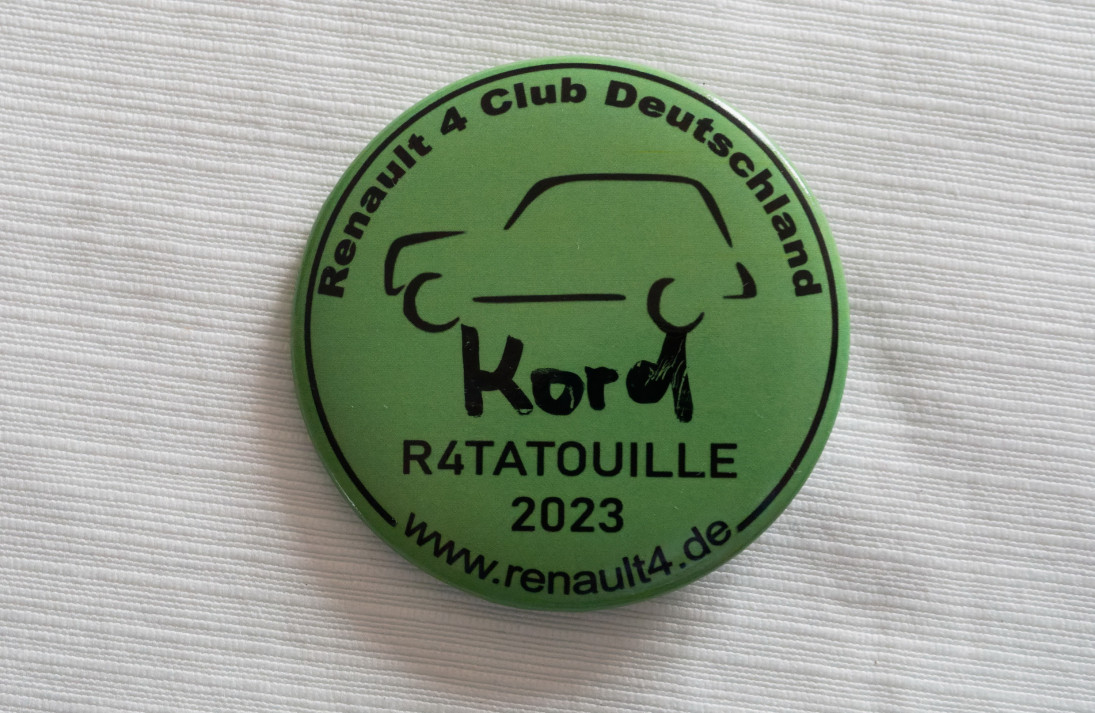 Renault 4 Club Deutschland
Kord
R4TATOUILLE
2023
www.renault4.de